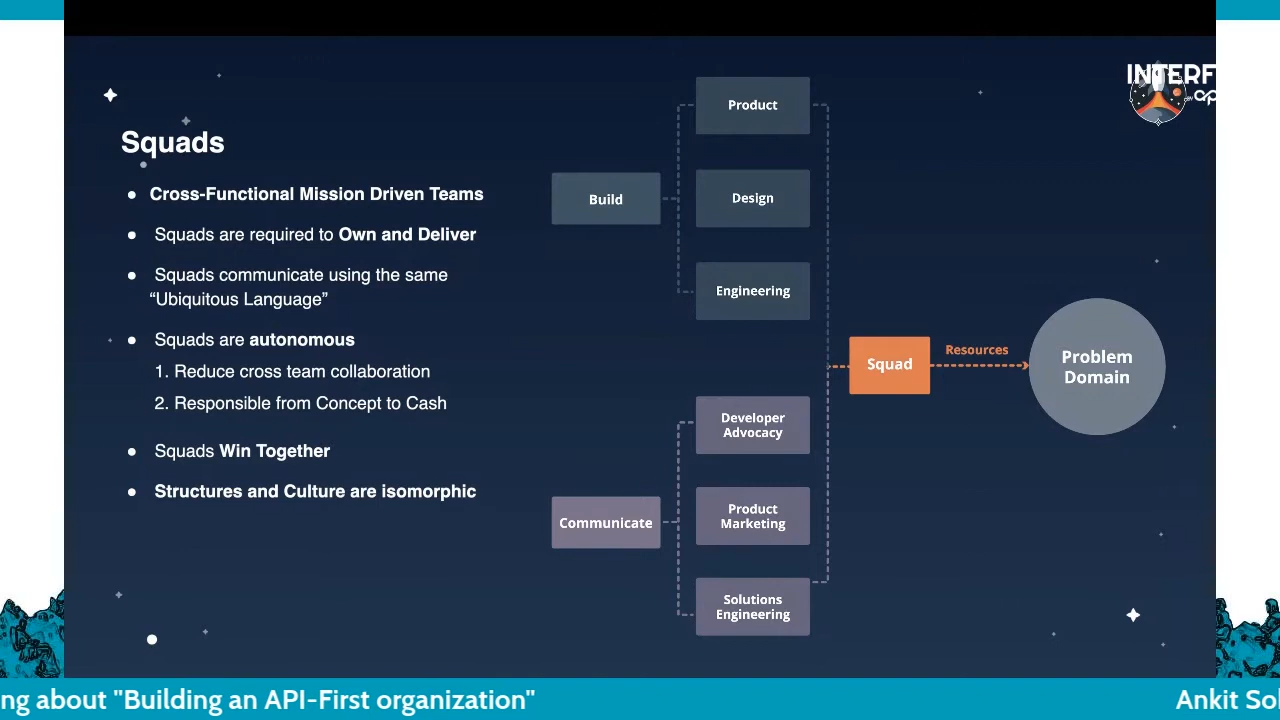 Squads
• Cross-Functional Mission Driven Teams
• Squads are required to Own and Deliver
• Squads communicate using the same
“Ubiquitous Language”
• Squads are autonomous
1. Reduce cross team collaboration
2. Responsible from Concept to Cash
• Squads Win Together
• Structures and Culture are isomorphic
Build
Product
Design
Engineering
Communicate
Developer
Advocacy
Product
Marketing
Solutions
Engineering
Squad
Resources
Problem
Domain
INTERF
ng about "Building an API-First organization"
Ankit Sol